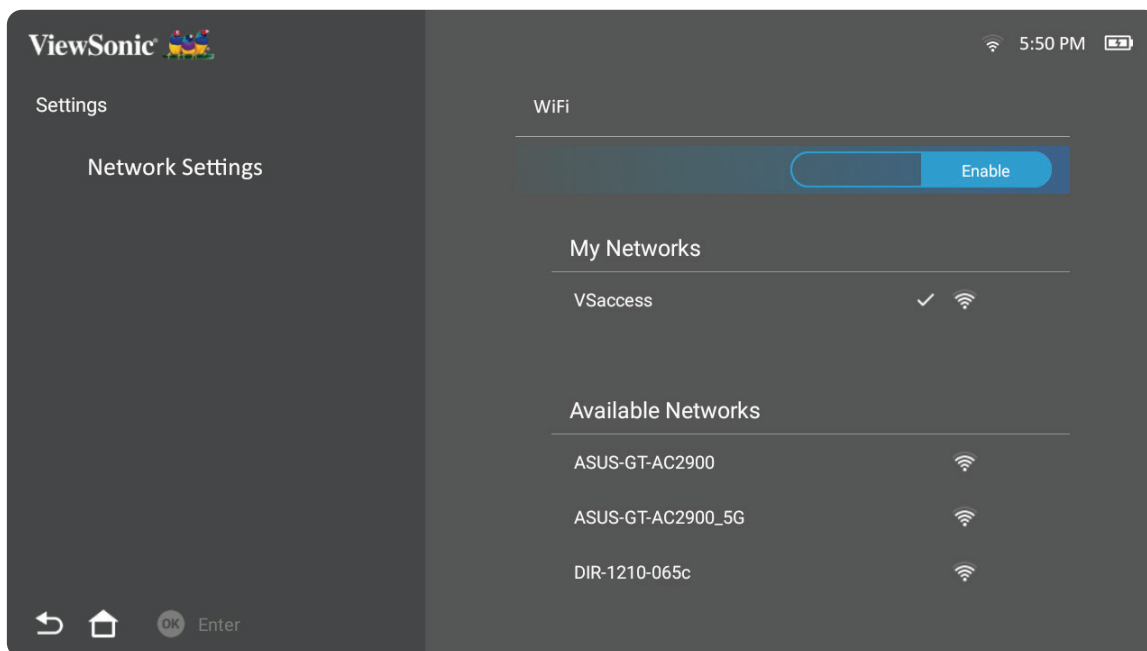 ViewSonic
5:50 PM
Settings
Network Settings
WiFi
Enable
My Networks
VSaccess
Available Networks
ASUS-GT-AC2900
ASUS-GT-AC2900_5G
DIR-1210-065c
OK Enter